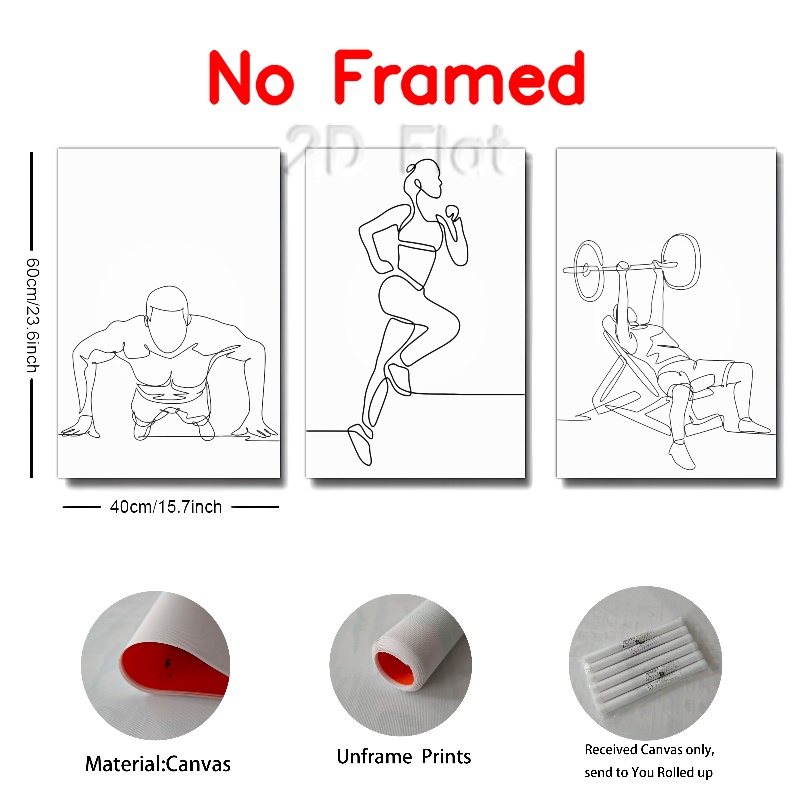 No Framed
2D Flat
60cm/23.6inch
40cm/15.7inch
Material:Canvas
Unframe Prints
Received Canvas only,
send to You Rolled up